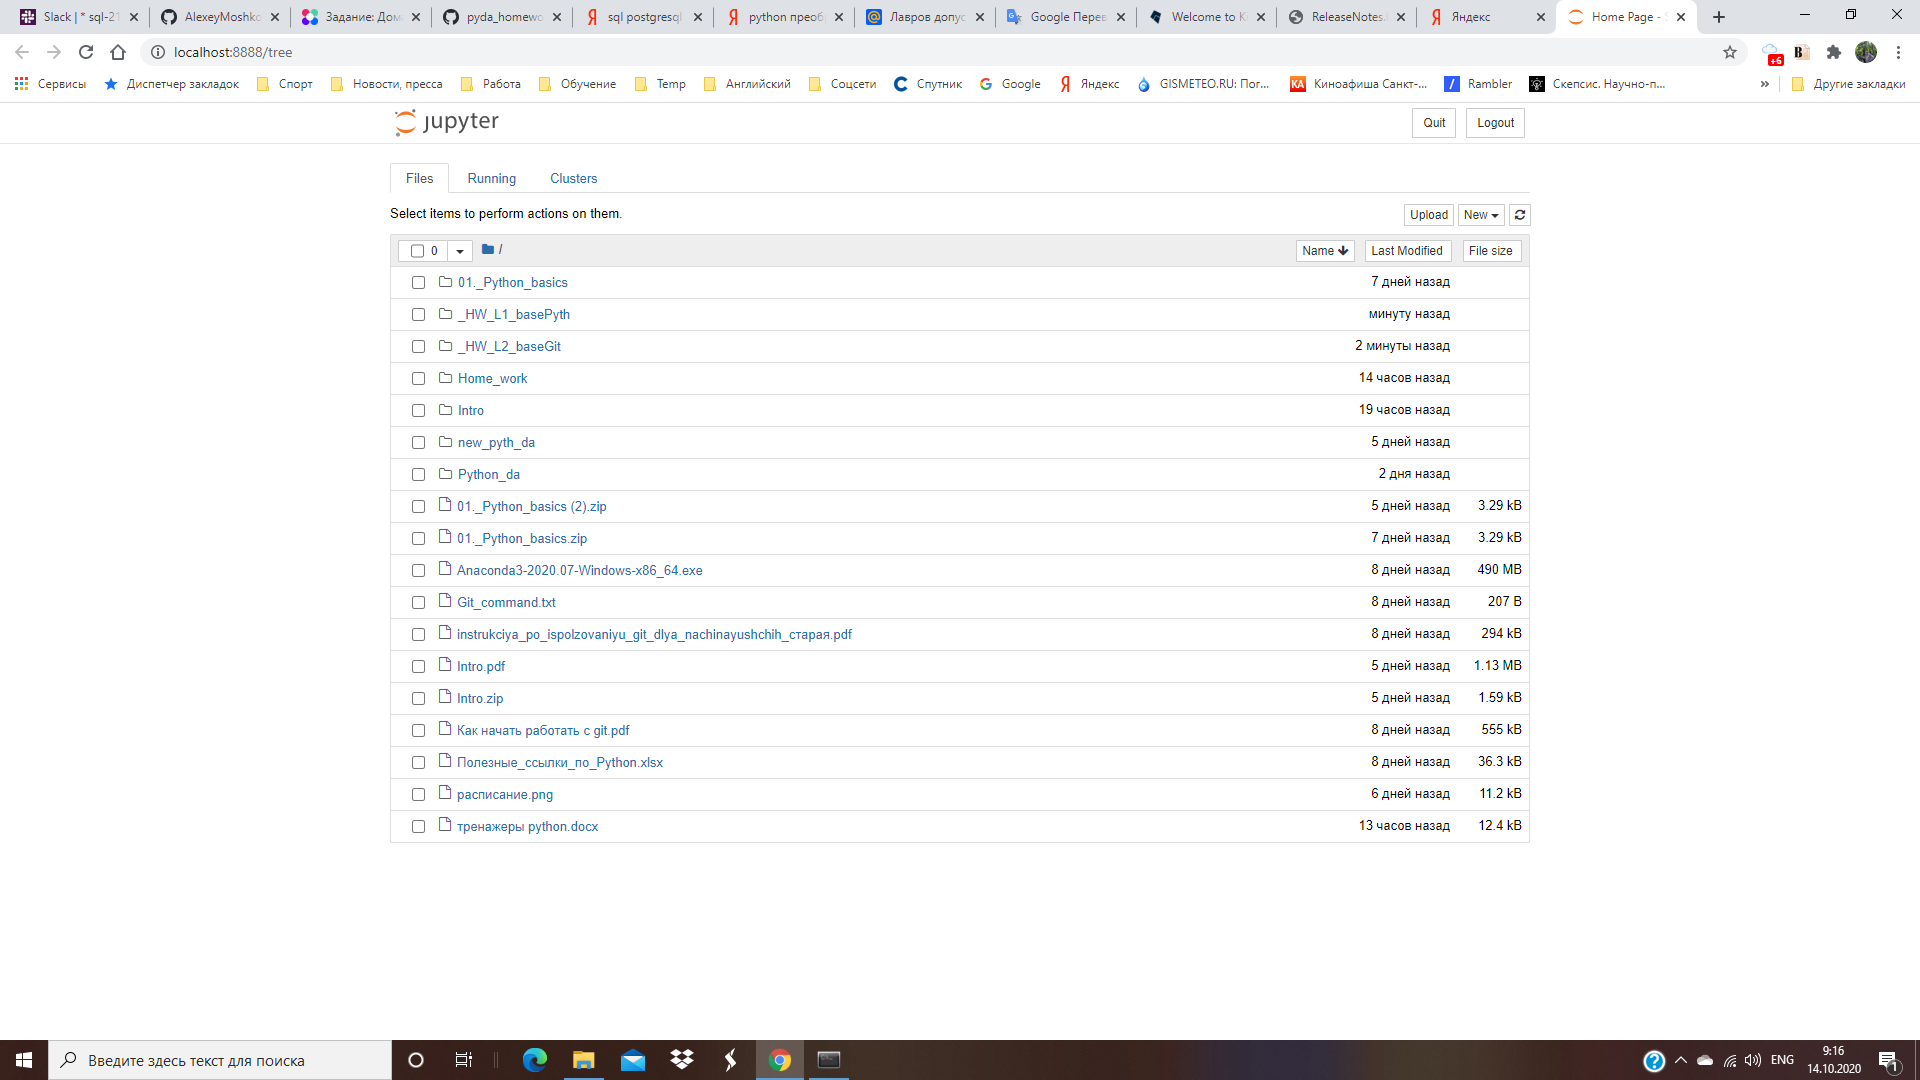 Slack | * sql-21
AlexeyMoshko
Задание: Дом
pyda_homewo
sql postgresql
python преоб
Лавров допус
Google Перев
Welcome to K
ReleaseNotes.
Яндекс
Home Page -
localhost:8888/tree
+6
Сервисы
Диспетчер закладок
Спорт
Новости, пресса
Работа
Обучение
Temp
Английский
Соцсети
Спутник
Google
Яндекс
GISMETEO.RU: Пог...
Киноафиша Санкт-...
Rambler
Скепсис. Научно-п...
»
Другие закладки
jupyter
Quit
Logout
Files
Running
Clusters
Select items to perform actions on them.
Upload
New
0
/
Name
Last Modified
File size
01._Python_basics
7 дней назад
_HW_L1_basePyth
минуту назад
_HW_L2_baseGit
2 минуты назад
Home_work
14 часов назад
Intro
19 часов назад
new_pyth_da
5 дней назад
Python_da
2 дня назад
01._Python_basics (2).zip
5 дней назад
3.29 kB
01._Python_basics.zip
7 дней назад
3.29 kB
Anaconda3-2020.07-Windows-x86_64.exe
8 дней назад
490 MB
Git_command.txt
8 дней назад
207 B
instrukciya_po_ispolzovaniyu_git_dlya_nachinayushchih_старая.pdf
8 дней назад
294 kB
Intro.pdf
5 дней назад
1.13 MB
Intro.zip
5 дней назад
1.59 kB
Как начать работать с git.pdf
8 дней назад
555 kB
Полезные_ссылки_по_Python.xlsx
8 дней назад
36.3 kB
расписание.png
6 дней назад
11.2 kB
тренажеры python.docx
13 часов назад
12.4 kB
Введите здесь текст для поиска
ENG
9:16
14.10.2020
1